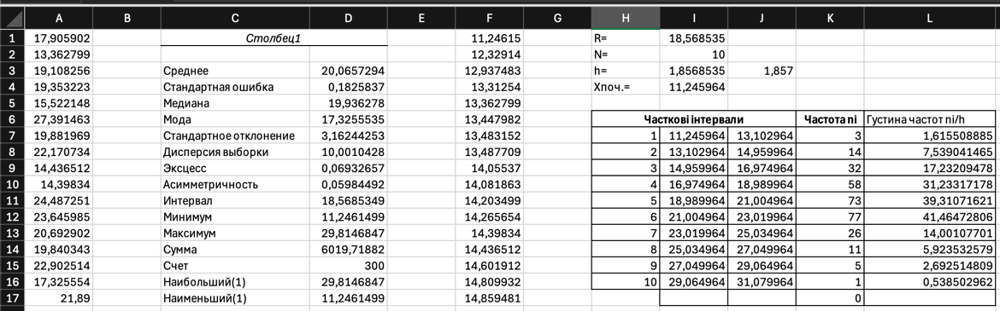 A B C D E F G H I J K L
1 17,905902 Столбец1 11,24615 R= 18,568535
2 13,362799 12,32914 N= 10
3 19,108256 Среднее 20,0657294 12,937483 h= 1,8568535 1,857
4 19,353223 Стандартная ошибка 0,1825837 13,31254 Xпоч.= 11,245964
5 15,522148 Медиана 19,936278 13,362799
6 27,391463 Мода 17,3255535 13,447982 Часткові інтервали Частота ni Густина частот ni/h
7 19,881969 Стандартное отклонение 3,16244253 13,483152 1 11,245964 13,102964 3 1,615508885
8 22,170734 Дисперсия выборки 10,0010428 13,487709 2 13,102964 14,959964 14 7,539041465
9 14,436512 Эксцесс 0,06932657 14,05537 3 14,959964 16,974964 32 17,23209478
10 14,39834 Асимметричность 0,05984492 14,081863 4 16,974964 18,989964 58 31,23317178
11 24,487251 Интервал 18,5685349 14,203499 5 18,989964 21,004964 73 39,31071621
12 23,645985 Минимум 11,2461499 14,265654 6 21,004964 23,019964 77 41,46472806
13 20,692902 Максимум 29,8146847 14,39834 7 23,019964 25,034964 26 14,00107701
14 19,840343 Сумма 6019,71882 14,436512 8 25,034964 27,049964 11 5,923532579
15 22,902514 Счет 300 14,601912 9 27,049964 29,064964 5 2,692514809
16 17,325554 Наибольший(1) 29,8146847 14,809932 10 29,064964 31,079964 1 0,538502962
17 21,89 Наименьший(1) 11,2461499 14,859481 0